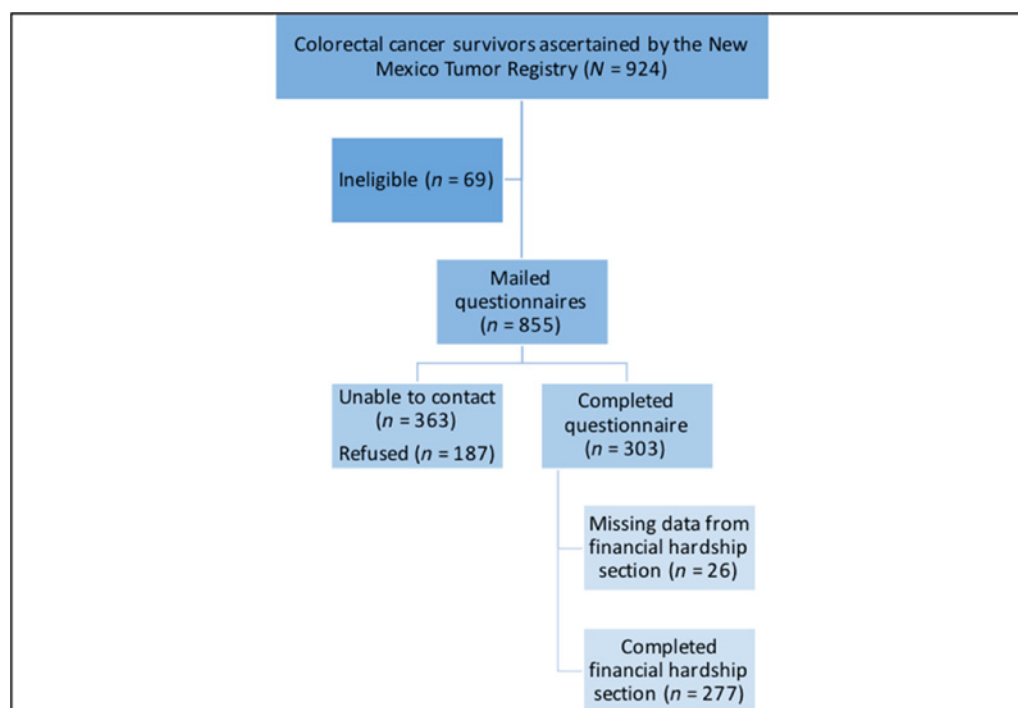 Colorectal cancer survivors ascertained by the New
Mexico Tumor Registry (N = 924)
Ineligible (n = 69)
Mailed
questionnaires
(n = 855)
Unable to contact
(n = 363)
Refused (n = 187)
Completed
questionnaire
(n = 303)
Missing data from
financial hardship
section (n = 26)
Completed
financial hardship
section (n = 277)